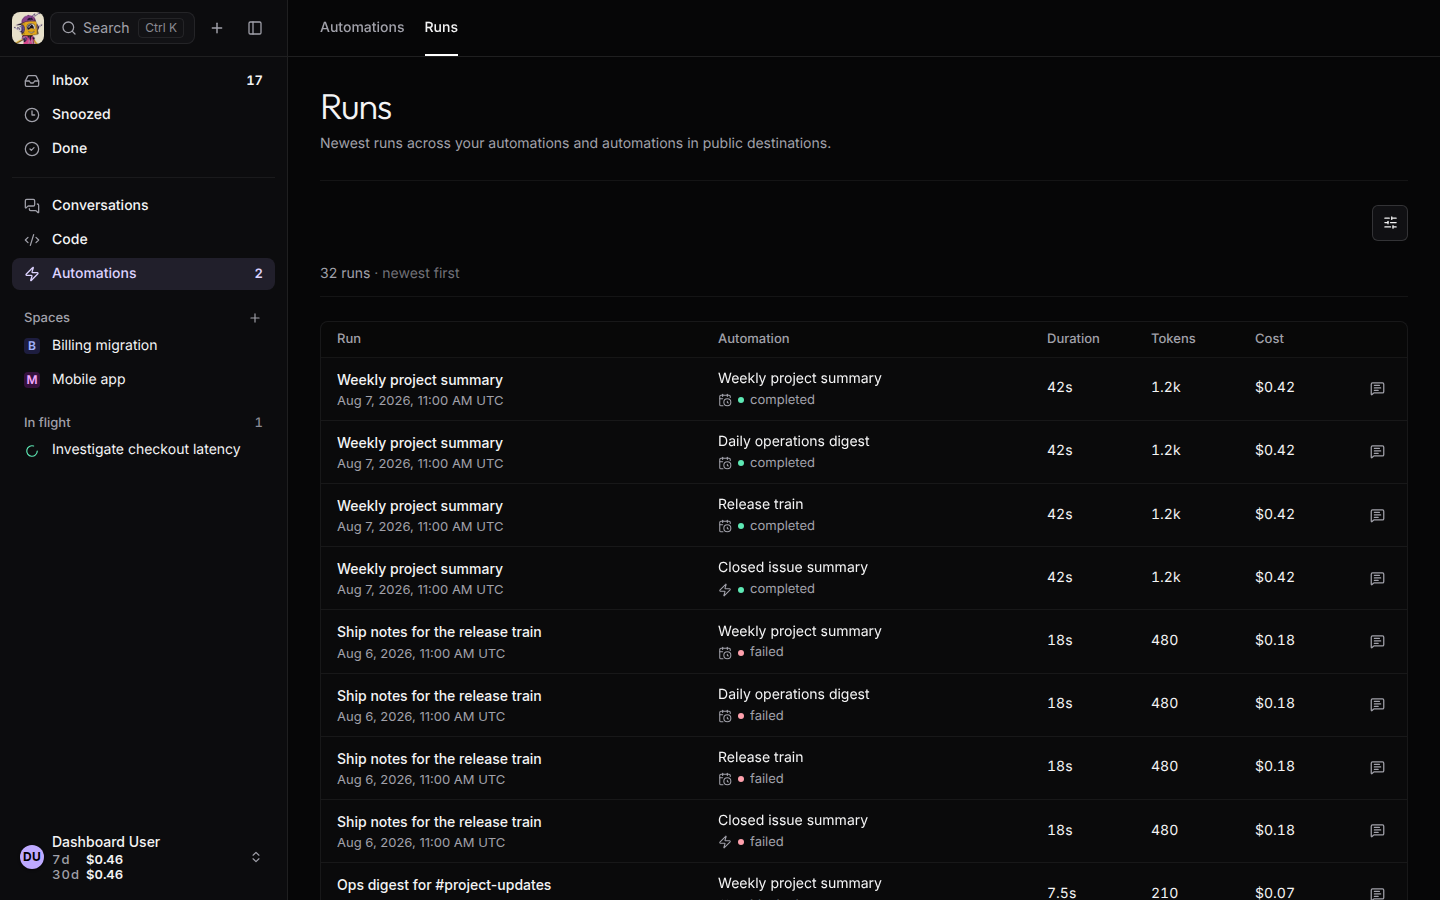 Search Ctrl K
Inbox 17
Snoozed
Done
Conversations
Code
Automations 2
Spaces
B Billing migration
M Mobile app
In flight 1
Investigate checkout latency
DU Dashboard User
7d $0.46
30d $0.46
Automations Runs
Runs
Newest runs across your automations and automations in public destinations.
32 runs · newest first
Run Automation Duration Tokens Cost
Weekly project summary Weekly project summary 42s 1.2k $0.42
Aug 7, 2026, 11:00 AM UTC completed
Weekly project summary Daily operations digest 42s 1.2k $0.42
Aug 7, 2026, 11:00 AM UTC completed
Weekly project summary Release train 42s 1.2k $0.42
Aug 7, 2026, 11:00 AM UTC completed
Weekly project summary Closed issue summary 42s 1.2k $0.42
Aug 7, 2026, 11:00 AM UTC completed
Ship notes for the release train Weekly project summary 18s 480 $0.18
Aug 6, 2026, 11:00 AM UTC failed
Ship notes for the release train Daily operations digest 18s 480 $0.18
Aug 6, 2026, 11:00 AM UTC failed
Ship notes for the release train Release train 18s 480 $0.18
Aug 6, 2026, 11:00 AM UTC failed
Ship notes for the release train Closed issue summary 18s 480 $0.18
Aug 6, 2026, 11:00 AM UTC failed
Ops digest for #project-updates Weekly project summary 7.5s 210 $0.07